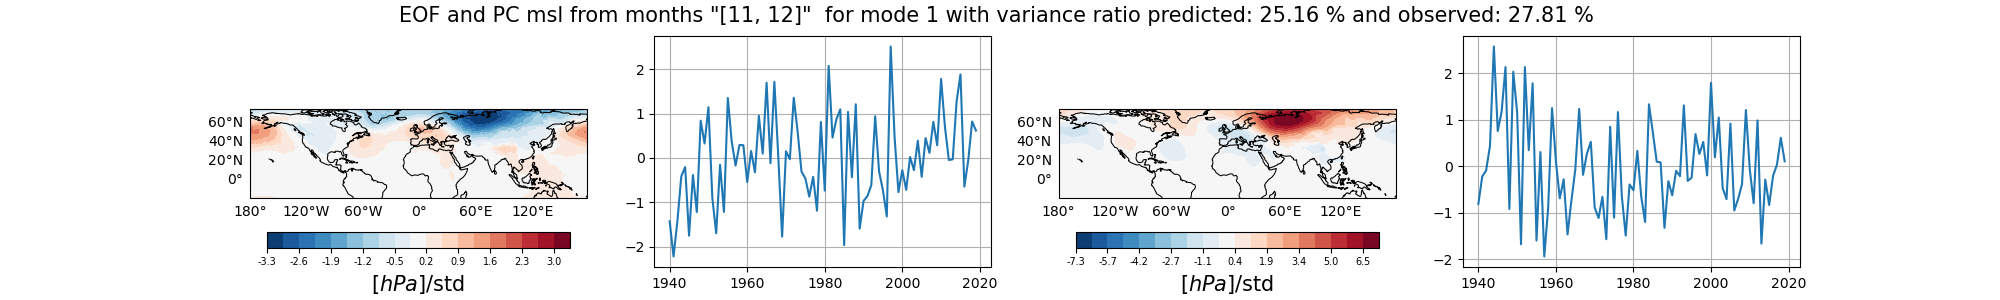 EOF and PC msl from months "[11, 12]"  for mode 1 with variance ratio predicted: 25.16 % and observed: 27.81 %
60°N
40°N
20°N
0°
180° 120°W 60°W 0° 60°E 120°E
-3.3 -2.6 -1.9 -1.2 -0.5 0.2 0.9 1.6 2.3 3.0
[hPa]/std
2
1
0
−1
−2
1940 1960 1980 2000 2020
60°N
40°N
20°N
0°
180° 120°W 60°W 0° 60°E 120°E
-7.3 -5.7 -4.2 -2.7 -1.1 0.4 1.9 3.4 5.0 6.5
[hPa]/std
2
1
0
−1
−2
1940 1960 1980 2000 2020